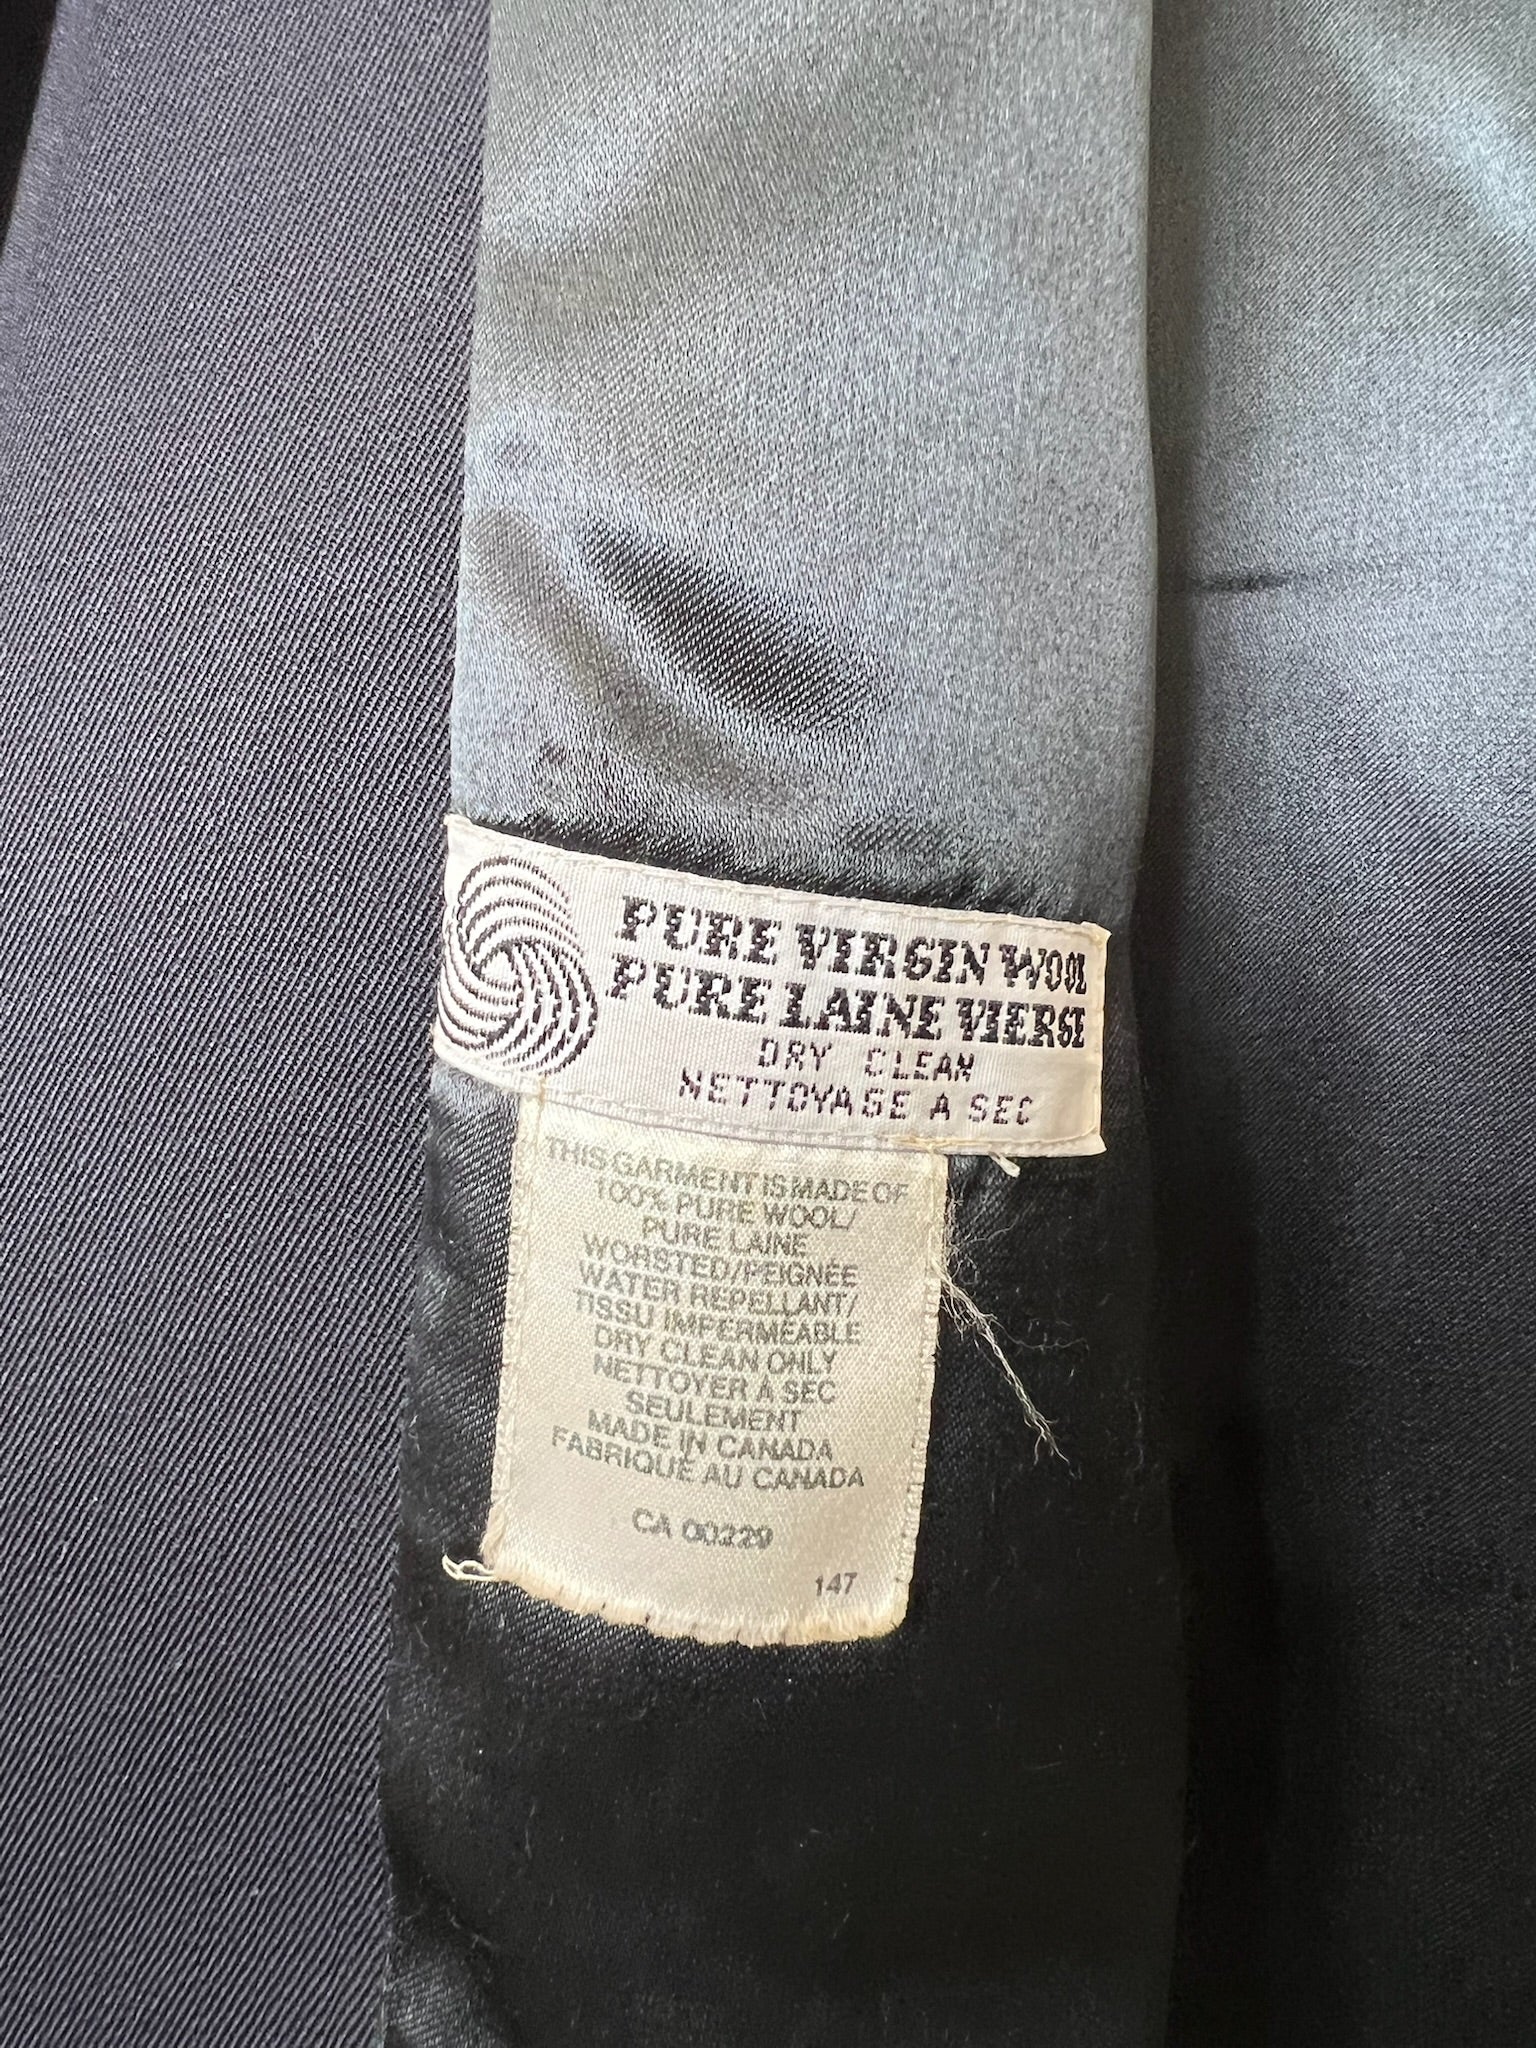 PURE VIRGIN WOOL
PURE LAINE VIERGE
DRY CLEAN
NETTOYAGE A SEC
THIS GARMENT IS MADE OF
100% PURE WOOL/
PURE LAINE
WORSTED/PEIGNÉE
WATER REPELLANT/
TISSU IMPERMÉABLE
DRY CLEAN ONLY
NETTOYER À SEC
SEULEMENT
MADE IN CANADA
FABRIQUÉ AU CANADA
CA 00329
147